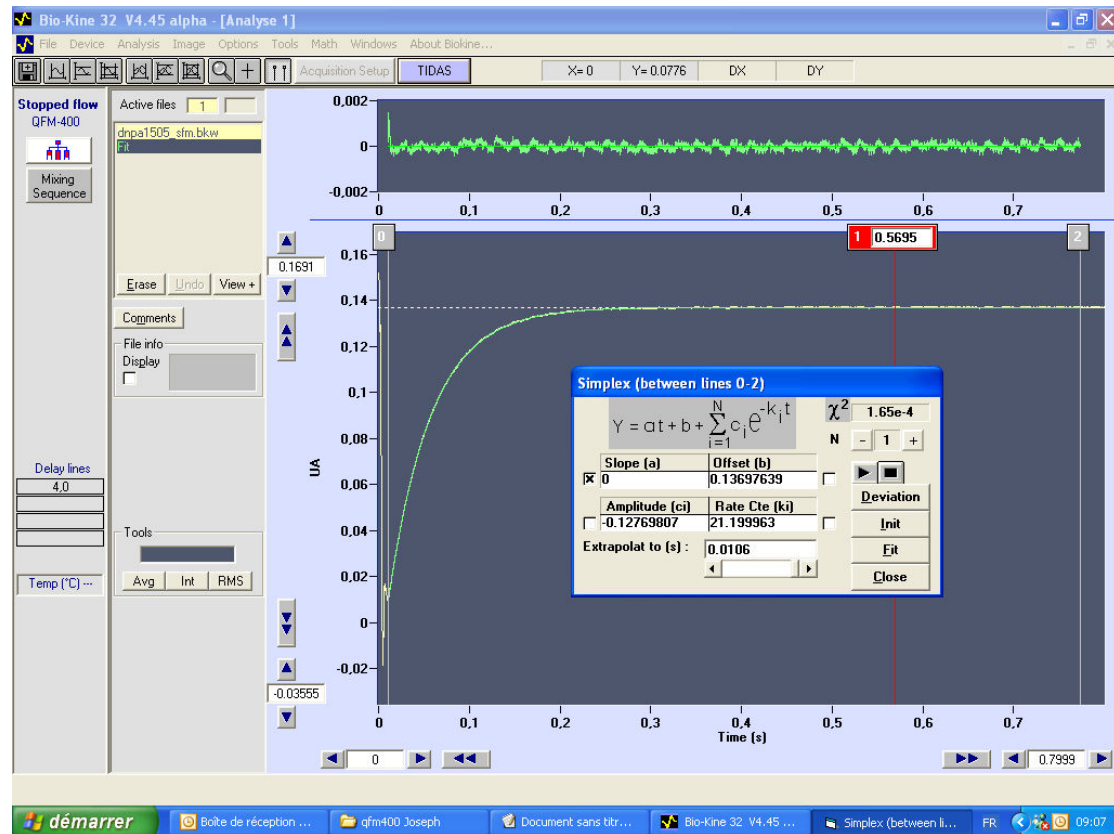 Bio-Kine 32 V4.45 alpha - [Analyse 1]
File Device Analysis Image Options Tools Math Windows About Biokine...
Acquisition Setup TIDAS X= 0 Y= 0.0776 DX DY
Stopped flow
QFM-400
Mixing
Sequence
Delay lines
4,0
Temp (°C) ---
Active files 1
dnpa1505_sfm.bkw
Fit
Erase Undo View +
Comments
File info
Display
Tools
Avg Int RMS
0,002
0
-0,002
0 0,1 0,2 0,3 0,4 0,5 0,6 0,7
0 1 0.5695 2
0.1691
-0.03555
0,16
0,14
0,12
0,1
0,08
0,06
0,04
0,02
0
-0,02
UA
0 0,1 0,2 0,3 0,4 0,5 0,6 0,7
Time (s)
0 0.7999
Simplex (between lines 0-2)
Y = at + b + N ∑ i=1 c i e -k i t
χ2 1.65e-4
N - 1 +
Slope (a) Offset (b)
0 0.13697639
Amplitude (ci) Rate Cte (ki)
-0.12769807 21.199963
Extrapolat to (s) : 0.0106
Deviation
Init
Fit
Close
démarrer Boîte de réception ... qfm400 Joseph Document sans titr... Bio-Kine 32 V4.45 ... Simplex (between li... FR 09:07